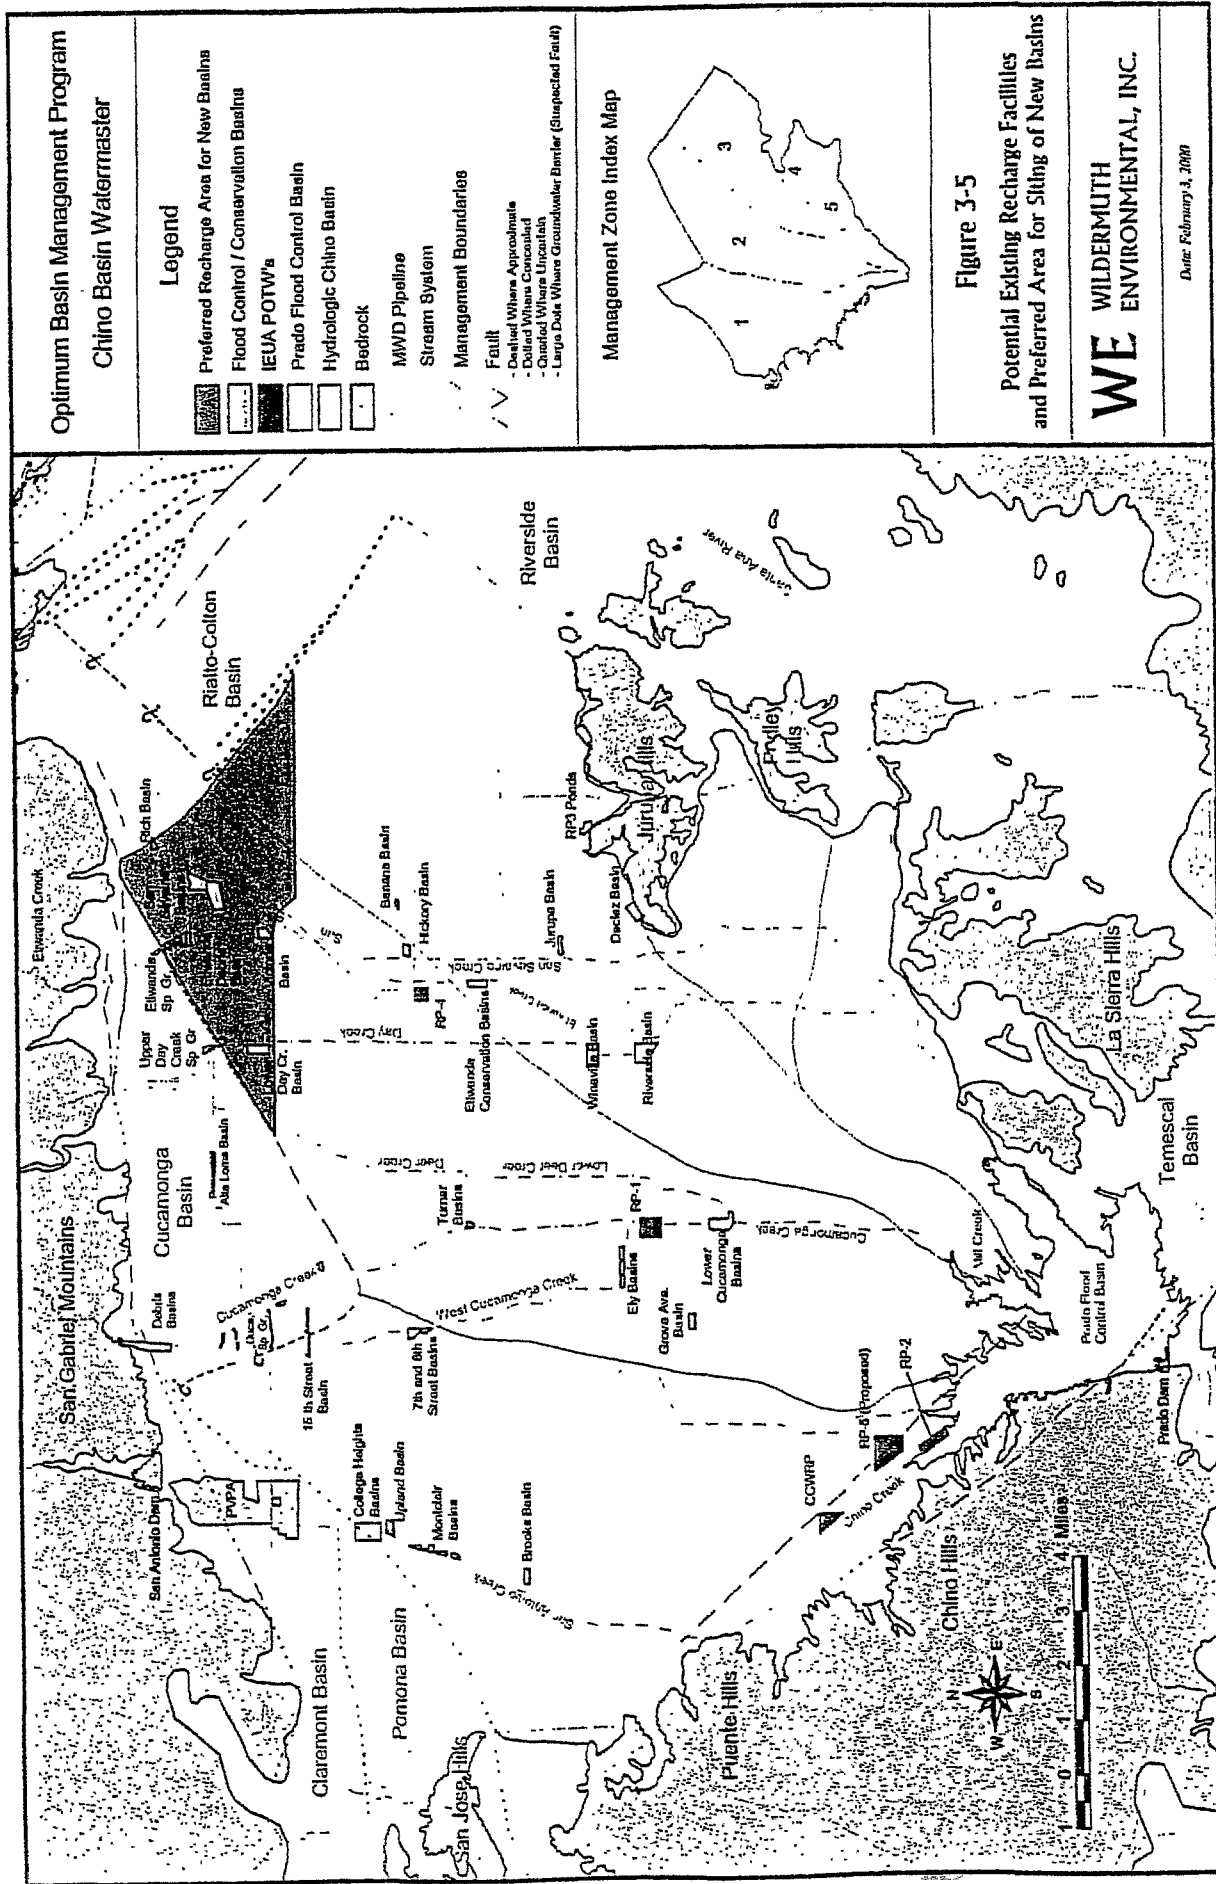 Optimum Basin Management Program
Chino Basin Watermaster
Legend
Preferred Recharge Area for New Basins
Flood Control / Conservation Basins
IEUA POTW's
Prado Flood Control Basin
Hydrologic Chino Basin
Bedrock
MWD Pipeline
Stream System
Management Boundaries
Fault
- Dashed Where Approximate
- Dotted Where Concealed
- Queried Where Uncertain
- Large Dots Where Groundwater Barrier (Suspected Fault)
Management Zone Index Map
1
2
3
4
5
Figure 3-5
Potential Existing Recharge Facilities
and Preferred Area for Siting of New Basins
WE WILDERMUTH
ENVIRONMENTAL, INC.
Date: February 3, 2000
San Gabriel Mountains
Etiwanda Creek
Cucamonga
Basin
Rialto-Colton
Basin
Riverside
Basin
Claremont Basin
Pomona Basin
San Jose Hills
Puente Hills
Chino Hills
La Sierra Hills
Temescal
Basin
Jurupa Hills
Pedley
Hills
Santa Ana River
San Antonio Dam
PVPA
Debris
Basins
Cucamonga Creek
Cr Sp Gr.
15 th Street
Basin
College Heights
Basins
Upland Basin
Montclair
Basins
Brooks Basin
San Antonio Creek
7th and 8th
Street Basins
West Cucamonga Creek
Alta Loma Basin
Upper
Day
Creek
Sp Gr
Etiwanda
Sp Gr.
Rich Basin
Day Cr.
Basin
Basin
Day Creek
Deer Creek
Lower Deer Creek
Turner
Basins
RP-1
Ely Basins
Lower
Cucamonga
Basins
Grove Ave.
Basin
Cucamonga Creek
Banana Basin
Hickory Basin
RP-4
San Sevaine Creek
Etiwanda
Conservation Basins
Jurupa Basin
RP3 Ponds
Declez Basin
Wineville Basin
Riverside Basin
Mill Creek
Prado Flood
Control Basin
Prado Dam
RP-2
RP-5 (Proposed)
CCWRP
Chino Creek
N
E
S
W
1 0 1 2 3 4 Miles